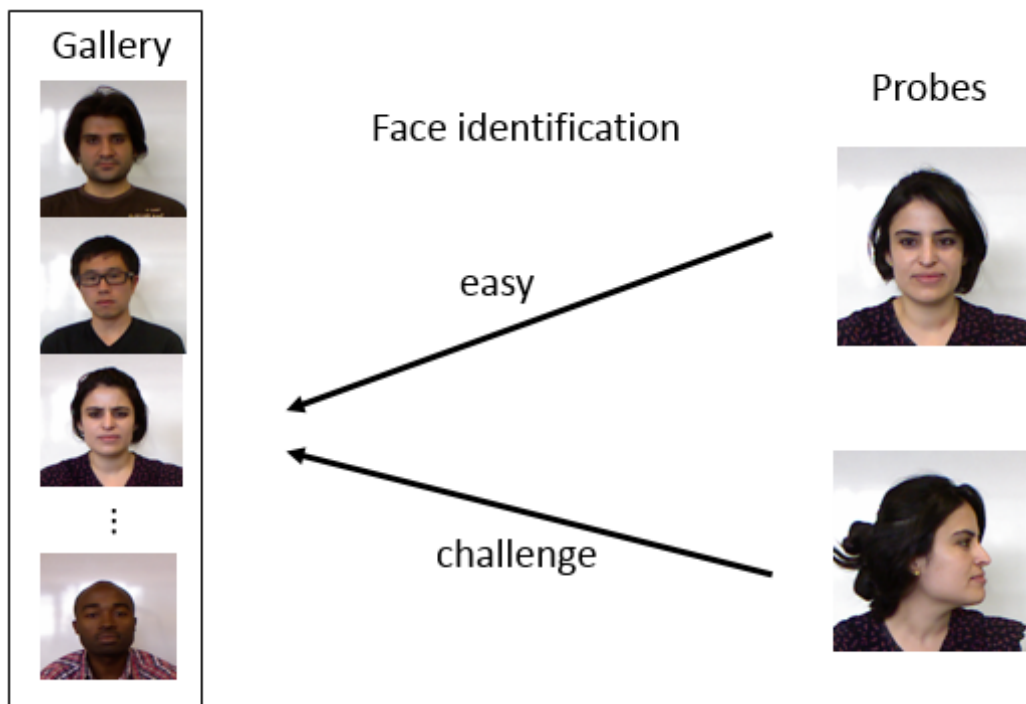 Gallery
Probes
Face identification
easy
⋮
challenge